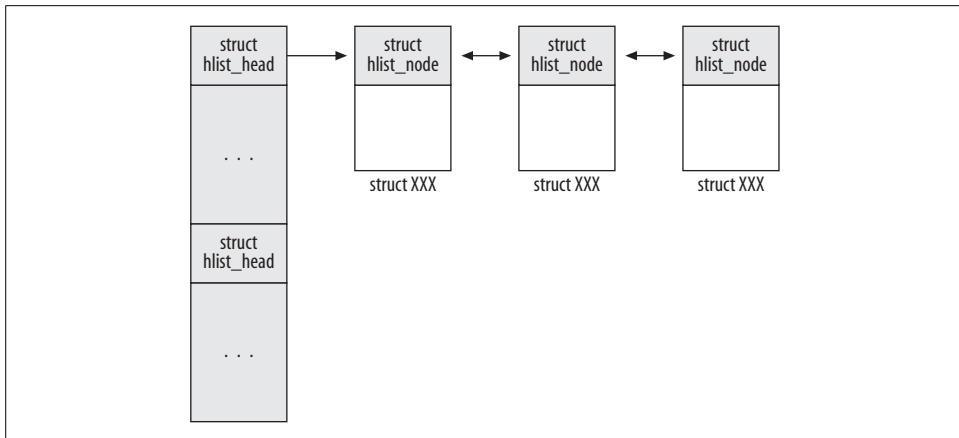 struct
hlist_head
struct
hlist_node
struct
hlist_node
struct
hlist_node
. . .
struct XXX
struct XXX
struct XXX
struct
hlist_head
. . .